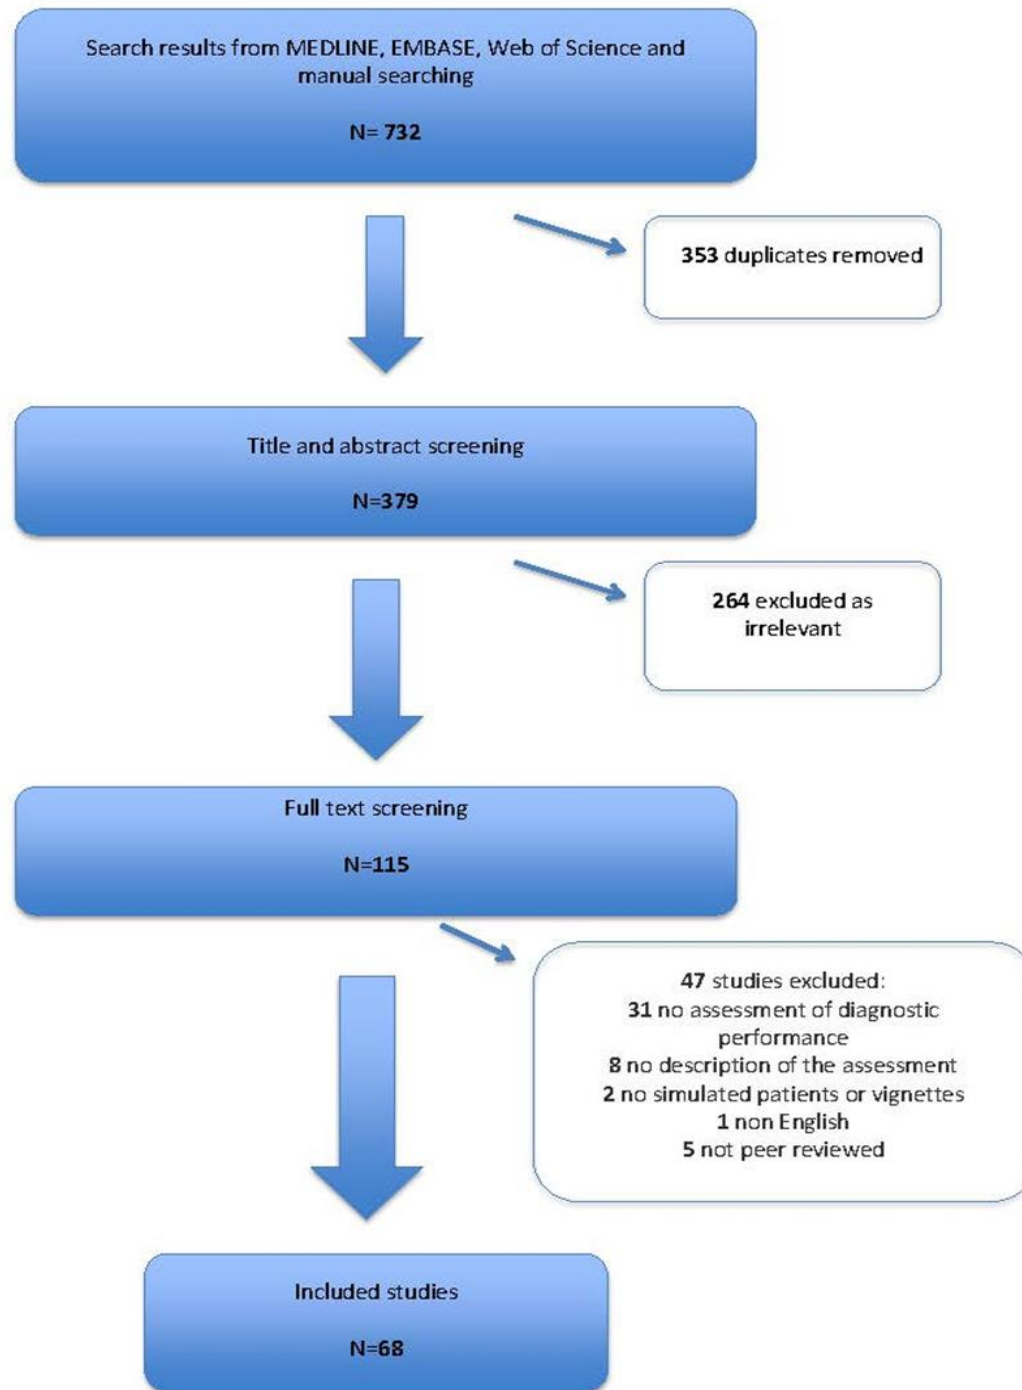 Search results from MEDLINE, EMBASE, Web of Science and
manual searching
N= 732
353 duplicates removed
Title and abstract screening
N=379
264 excluded as
irrelevant
Full text screening
N=115
47 studies excluded:
31 no assessment of diagnostic
performance
8 no description of the assessment
2 no simulated patients or vignettes
1 non English
5 not peer reviewed
Included studies
N=68